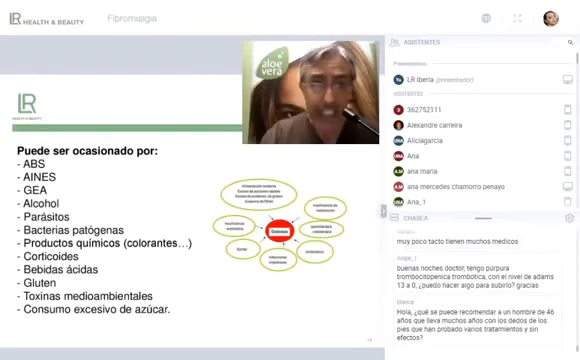 LR HEALTH & BEAUTY
Fibromialgia
aloe
vera
LR
HEALTH & BEAUTY
Puede ser ocasionado por:
- ABS
- AINES
- GEA
- Alcohol
- Parásitos
- Bacterias patógenas
- Productos químicos (colorantes…)
- Corticoides
- Bebidas ácidas
- Gluten
- Toxinas medioambientales
- Consumo excesivo de azúcar.
Disbiosis
ASISTENTES
LR Iberia (presentador)
ASISTENTES
362752111
Alexandre carreira
Aliciagarcia
Ana
ana maria
ana mercedes chamorro penayo
Ana_1
CHARLA
muy poco tacto tienen muchos medicos
buenas noches doctor, tengo púrpura
trombocitopenica trombotica, con el nivel de adams
13 a 0, ¿puedo hacer algo para subirlo? gracias
Hola, ¿qué se puede recomendar a un hombre de 46
años que lleva muchos años con los dedos de los
pies que han probado varios tratamientos y sin
efectos?